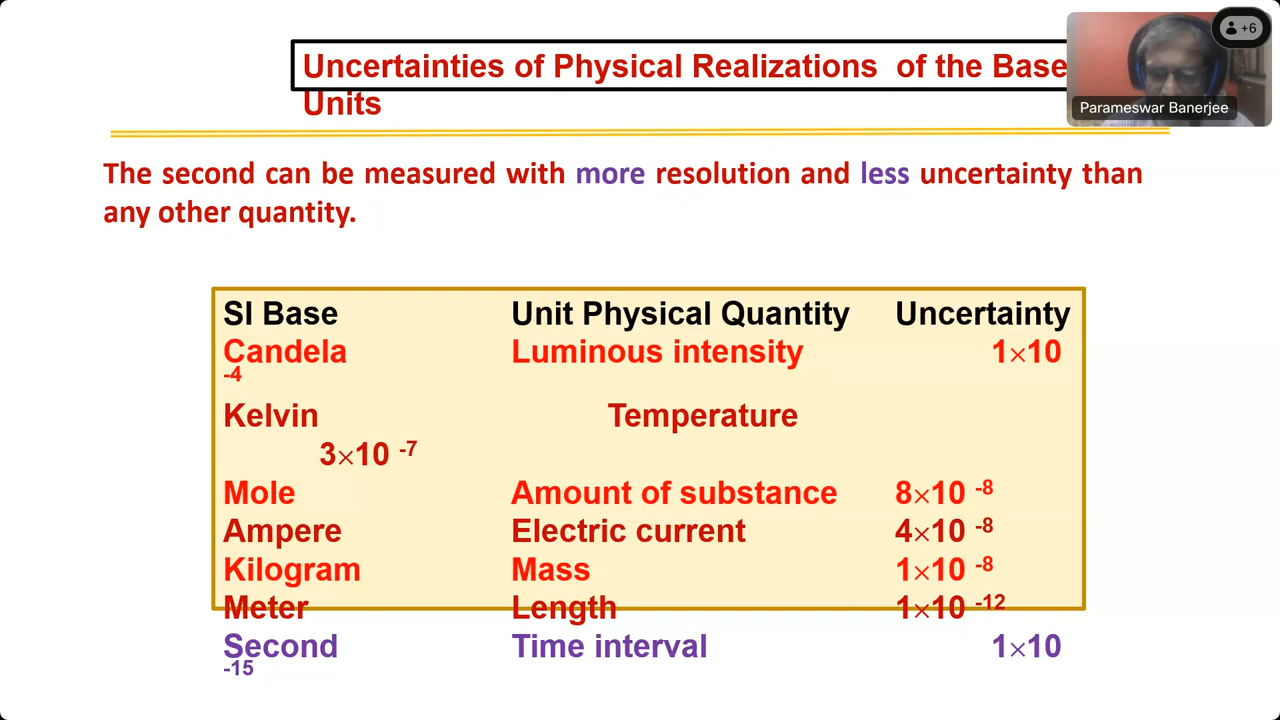 Uncertainties of Physical Realizations of the Base
Units
+6
Parameswar Banerjee
The second can be measured with more resolution and less uncertainty than
any other quantity.
SI Base Unit Physical Quantity Uncertainty
Candela Luminous intensity 1×10
-4
Kelvin Temperature
3×10 -7
Mole Amount of substance 8×10 -8
Ampere Electric current 4×10 -8
Kilogram Mass 1×10 -8
Meter Length 1×10 -12
Second Time interval 1×10
-15